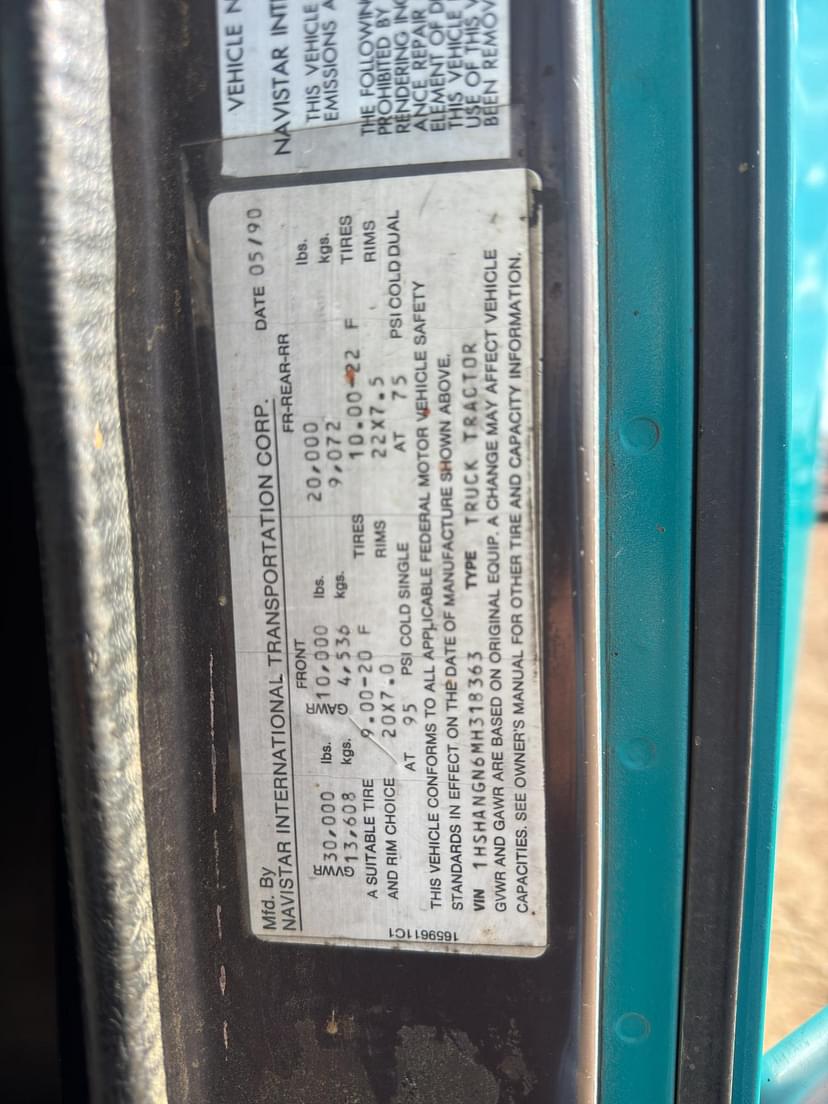 VEHICLE N
NAVISTAR INT
THIS VEHICLE
EMISSIONS A
THE FOLLOWIN
PROHIBITED BY
RENDERING INO
ANCE REPAIR
ELEMENT OF D
THIS VEHICLE
USE OF THIS V
BEEN REMOV
Mfd. By
NAVISTAR INTERNATIONAL TRANSPORTATION CORP. DATE 05/90
FRONT FR-REAR-RR
GVWR 30,000 lbs. GAWR 10,000 lbs. 20,000 lbs.
13,608 kgs. 4,536 kgs. 9,072 kgs.
A SUITABLE TIRE 9.00-20 F TIRES 10.00-22 F TIRES
AND RIM CHOICE 20X7.0 RIMS 22X7.5 RIMS
AT 95 PSI COLD SINGLE AT 75 PSI COLD DUAL
THIS VEHICLE CONFORMS TO ALL APPLICABLE FEDERAL MOTOR VEHICLE SAFETY
STANDARDS IN EFFECT ON THE DATE OF MANUFACTURE SHOWN ABOVE.
VIN 1HSHANGN6MH318363 TYPE TRUCK TRACTOR
GVWR AND GAWR ARE BASED ON ORIGINAL EQUIP. A CHANGE MAY AFFECT VEHICLE
CAPACITIES. SEE OWNER'S MANUAL FOR OTHER TIRE AND CAPACITY INFORMATION.
1659611C1